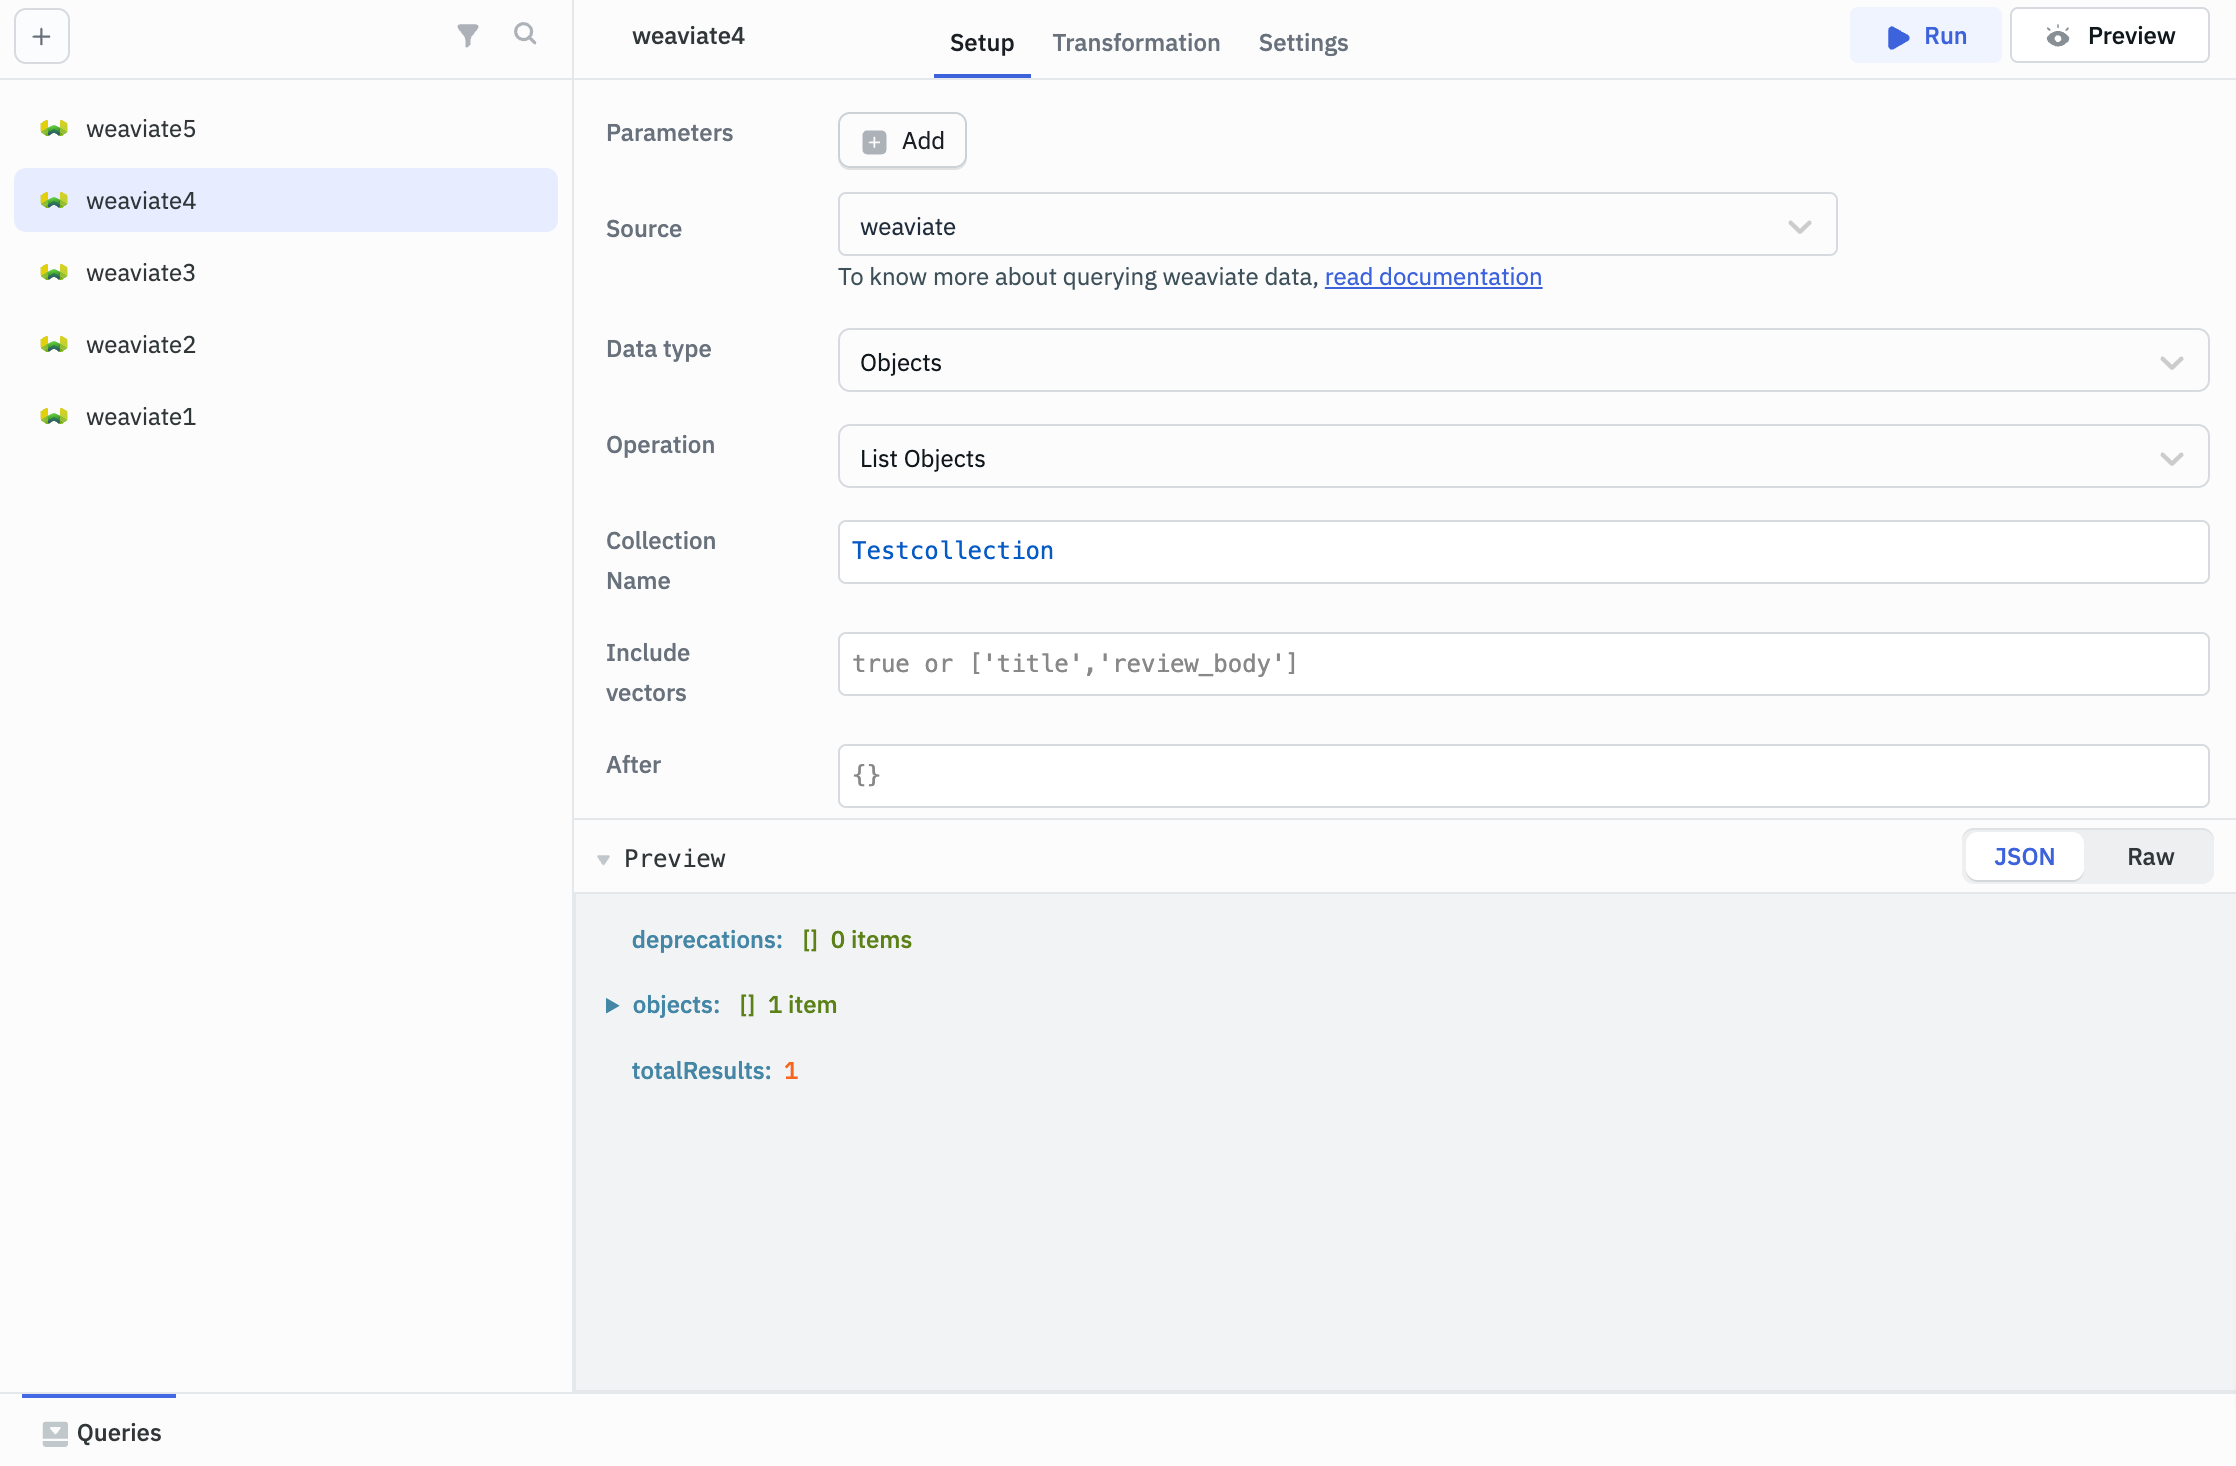 weaviate4
Setup
Transformation
Settings
Run
Preview
weaviate5
weaviate4
weaviate3
weaviate2
weaviate1
Parameters
Add
Source
weaviate
To know more about querying weaviate data, read documentation
Data type
Objects
Operation
List Objects
Collection
Name
Testcollection
Include
vectors
true or ['title','review_body']
After
{}
Preview
JSON
Raw
deprecations: [] 0 items
objects: [] 1 item
totalResults: 1
Queries